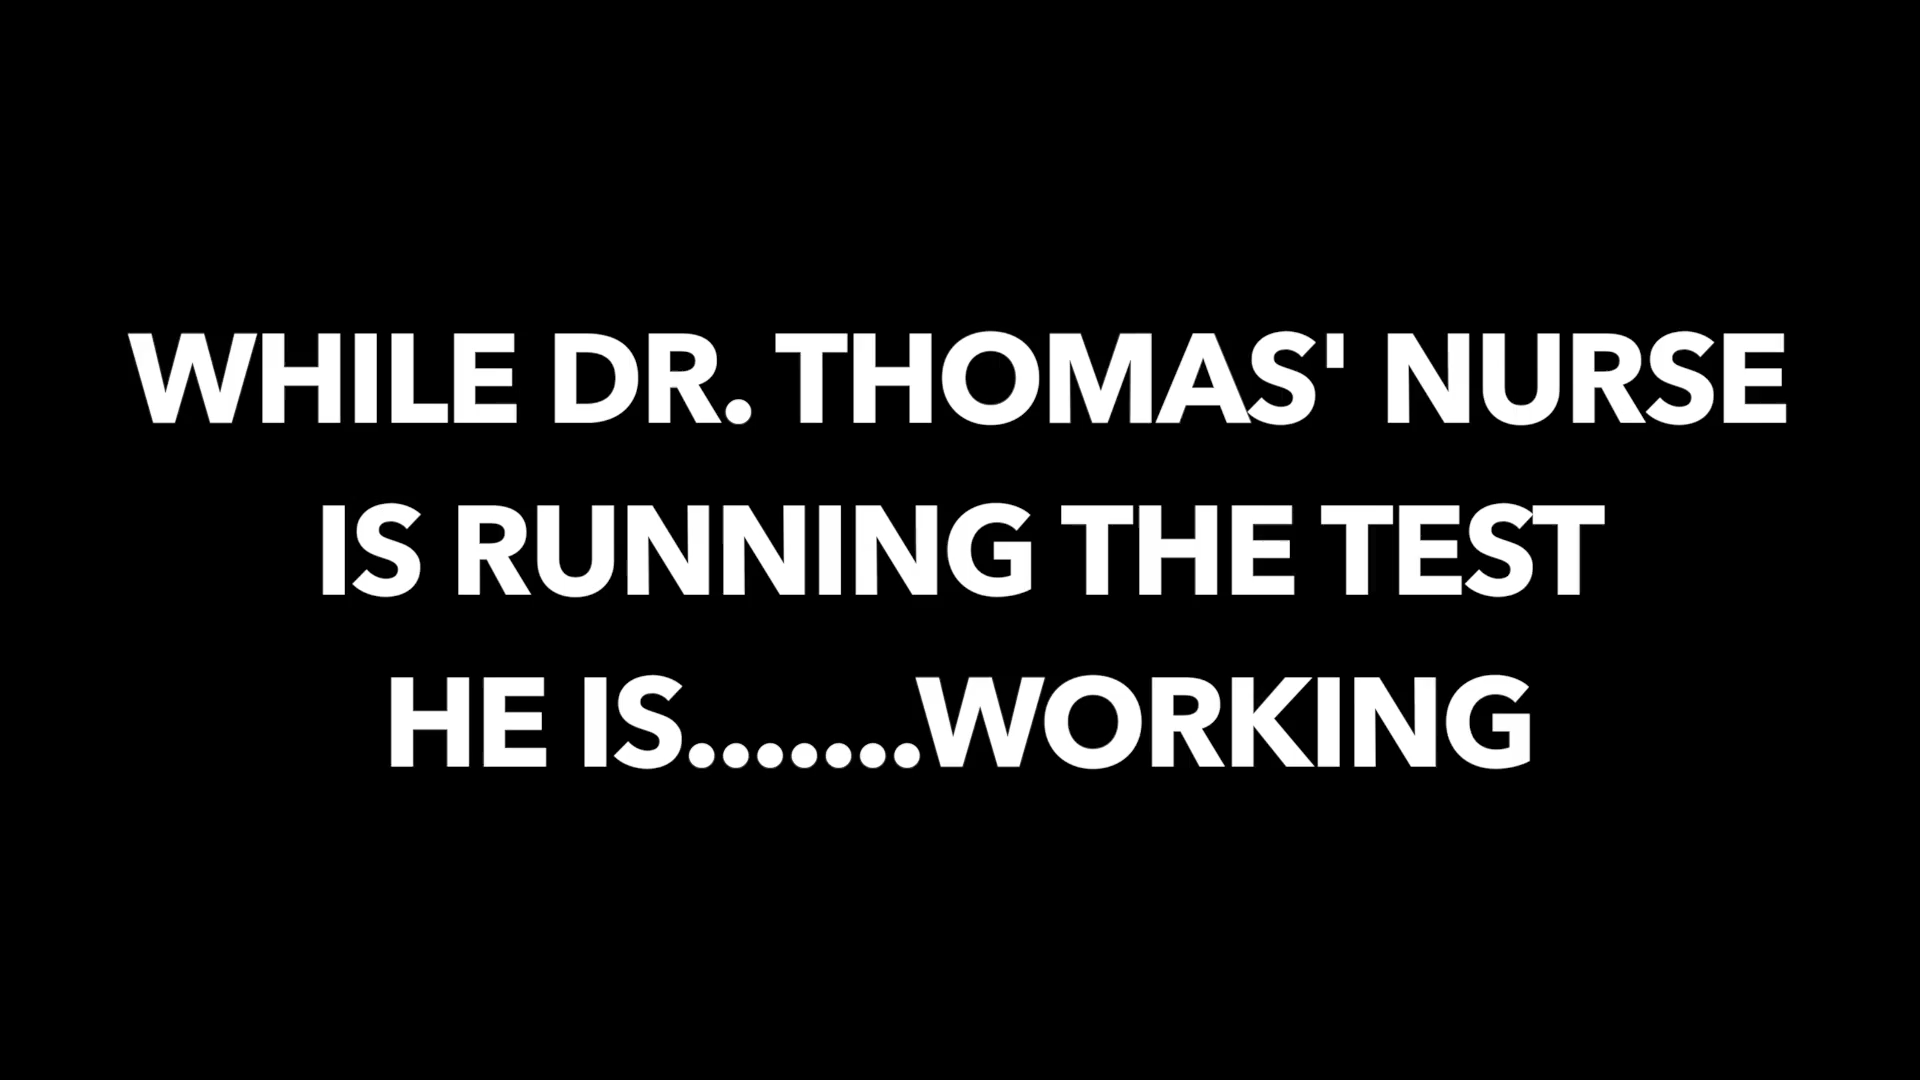 WHILE DR. THOMAS' NURSE
IS RUNNING THE TEST
HE IS.......WORKING